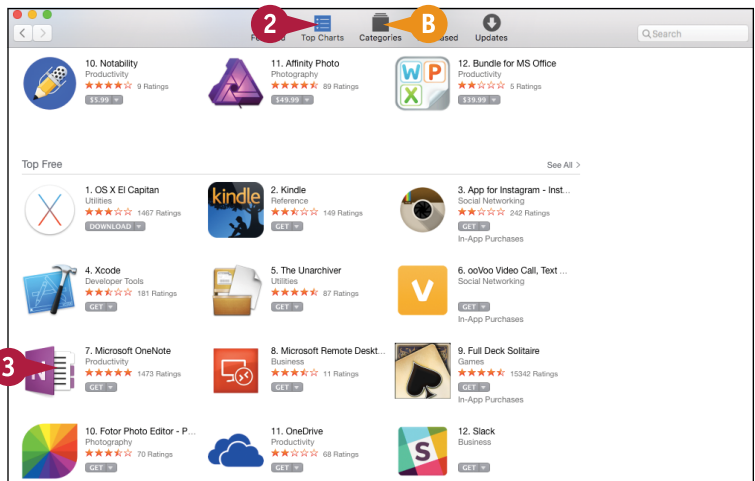 2
B
Top Charts
Categories
Updates
Search
10. Notability
Productivity
9 Ratings
$5.99
11. Affinity Photo
Photography
89 Ratings
$49.99
W P
X
12. Bundle for MS Office
Productivity
5 Ratings
$39.99
Top Free
See All >
1. OS X El Capitan
Utilities
1467 Ratings
DOWNLOAD
kindle
2. Kindle
Reference
149 Ratings
GET
3. App for Instagram - Inst...
Social Networking
242 Ratings
GET
In-App Purchases
4. Xcode
Developer Tools
181 Ratings
GET
5. The Unarchiver
Utilities
87 Ratings
GET
V
6. ooVoo Video Call, Text ...
Social Networking
GET
In-App Purchases
3
N
7. Microsoft OneNote
Productivity
1473 Ratings
GET
8. Microsoft Remote Deskt...
Business
11 Ratings
GET
9. Full Deck Solitaire
Games
15342 Ratings
GET
In-App Purchases
10. Fotor Photo Editor - P...
Photography
70 Ratings
GET
11. OneDrive
Productivity
68 Ratings
GET
S
12. Slack
Business
GET